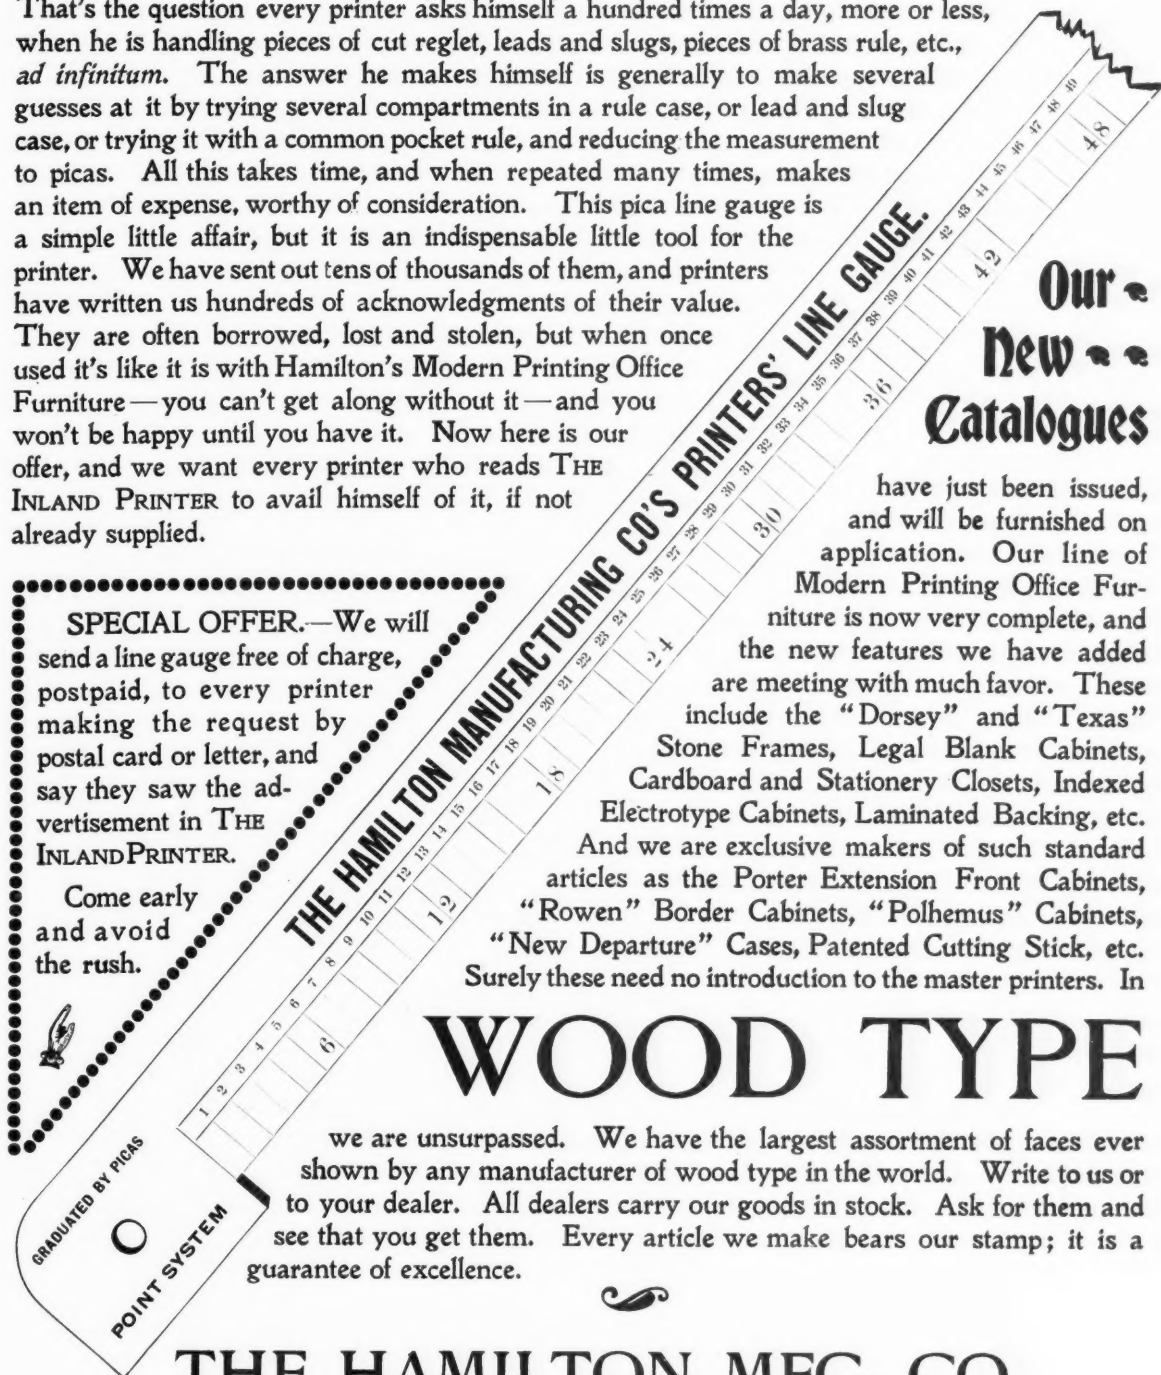 That's the question every printer asks himself a hundred times a day, more or less,
when he is handling pieces of cut reglet, leads and slugs, pieces of brass rule, etc.,
ad infinitum. The answer he makes himself is generally to make several
guesses at it by trying several compartments in a rule case, or lead and slug
case, or trying it with a common pocket rule, and reducing the measurement
to picas. All this takes time, and when repeated many times, makes
an item of expense, worthy of consideration. This pica line gauge is
a simple little affair, but it is an indispensable little tool for the
printer. We have sent out tens of thousands of them, and printers
have written us hundreds of acknowledgments of their value.
They are often borrowed, lost and stolen, but when once
used it's like it is with Hamilton's Modern Printing Office
Furniture—you can't get along without it—and you
won't be happy until you have it. Now here is our
offer, and we want every printer who reads THE
INLAND PRINTER to avail himself of it, if not
already supplied.
SPECIAL OFFER.—We will
send a line gauge free of charge,
postpaid, to every printer
making the request by
postal card or letter, and
say they saw the ad-
vertisement in THE
INLAND PRINTER.
Come early
and avoid
the rush.
THE HAMILTON MANUFACTURING CO'S PRINTERS' LINE GAUGE.
1 2 3 4 5 6 7 8 9 10 11 12 13 14 15 16 17 18 19 20 21 22 23 24 25 26 27 28 29 30 31 32 33 34 35 36 37 38 39 40 41 42 43 44 45 46 47 48 49
6 12 18 24 30 36 42 48
GRADUATED BY PICAS
POINT SYSTEM
Our
New
Catalogues
have just been issued,
and will be furnished on
application. Our line of
Modern Printing Office Fur-
niture is now very complete, and
the new features we have added
are meeting with much favor. These
include the "Dorsey" and "Texas"
Stone Frames, Legal Blank Cabinets,
Cardboard and Stationery Closets, Indexed
Electrotype Cabinets, Laminated Backing, etc.
And we are exclusive makers of such standard
articles as the Porter Extension Front Cabinets,
"Rowen" Border Cabinets, "Polhemus" Cabinets,
"New Departure" Cases, Patented Cutting Stick, etc.
Surely these need no introduction to the master printers. In
WOOD TYPE
we are unsurpassed. We have the largest assortment of faces ever
shown by any manufacturer of wood type in the world. Write to us or
to your dealer. All dealers carry our goods in stock. Ask for them and
see that you get them. Every article we make bears our stamp; it is a
guarantee of excellence.
THE HAMILTON MFG. CO.